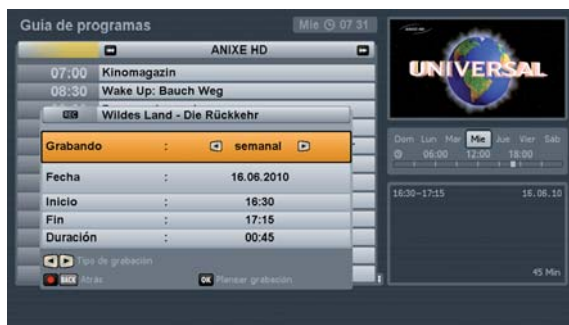 Guia de programas
Mie 07 31
ANIXE HD
07:00 Kinomagazin
08:30 Wake Up: Bauch Weg
REC Wildes Land - Die Rückkehr
Grabando : semanal
Fecha : 16.06.2010
Inicio : 16:30
Fin : 17:15
Duración : 00:45
Tipo de grabación
BACK Atrás
OK Planear grabación
UNIVERSAL
Dom Lun Mar Mie Jue Vier Sab
06:00 12:00 18:00
16:30-17:15 16.06.10
45 Min